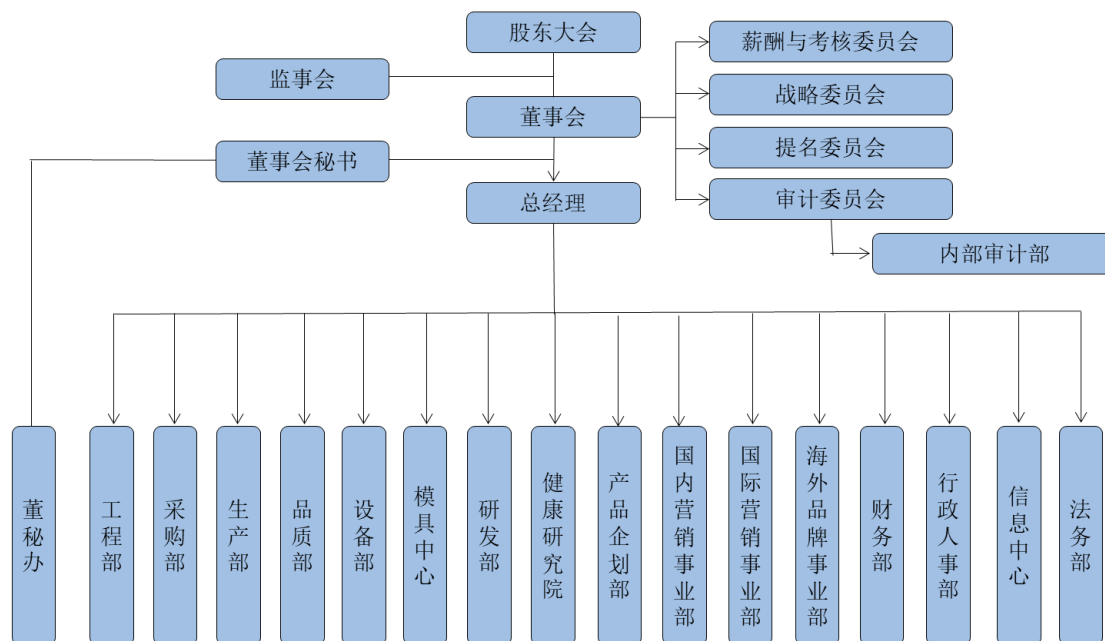 股东大会
薪酬与考核委员会
监事会
战略委员会
董事会
提名委员会
董事会秘书
总经理
审计委员会
内部审计部
董秘办
工程部
采购部
生产部
品质部
设备部
模具中心
研发部
健康研究院
产品企划部
国内营销事业部
国际营销事业部
海外品牌事业部
财务部
行政人事部
信息中心
法务部